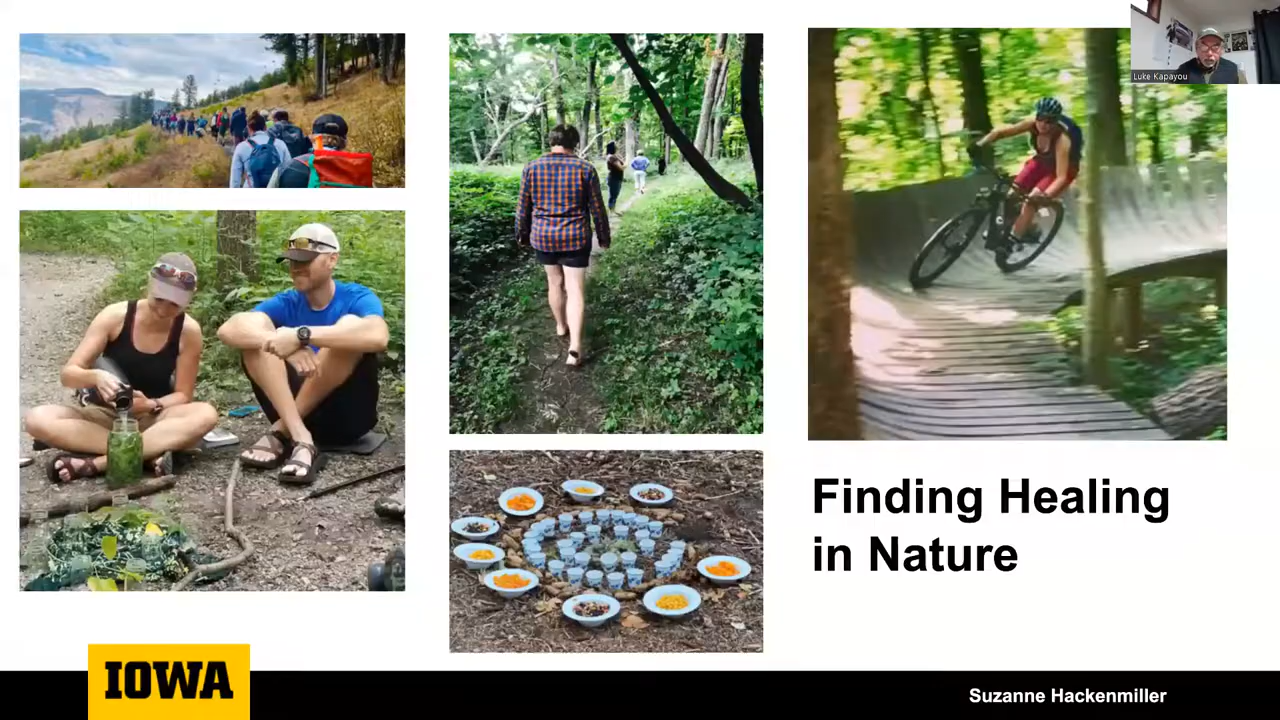 Luke Kapayou
Finding Healing
in Nature
IOWA
Suzanne Hackenmiller